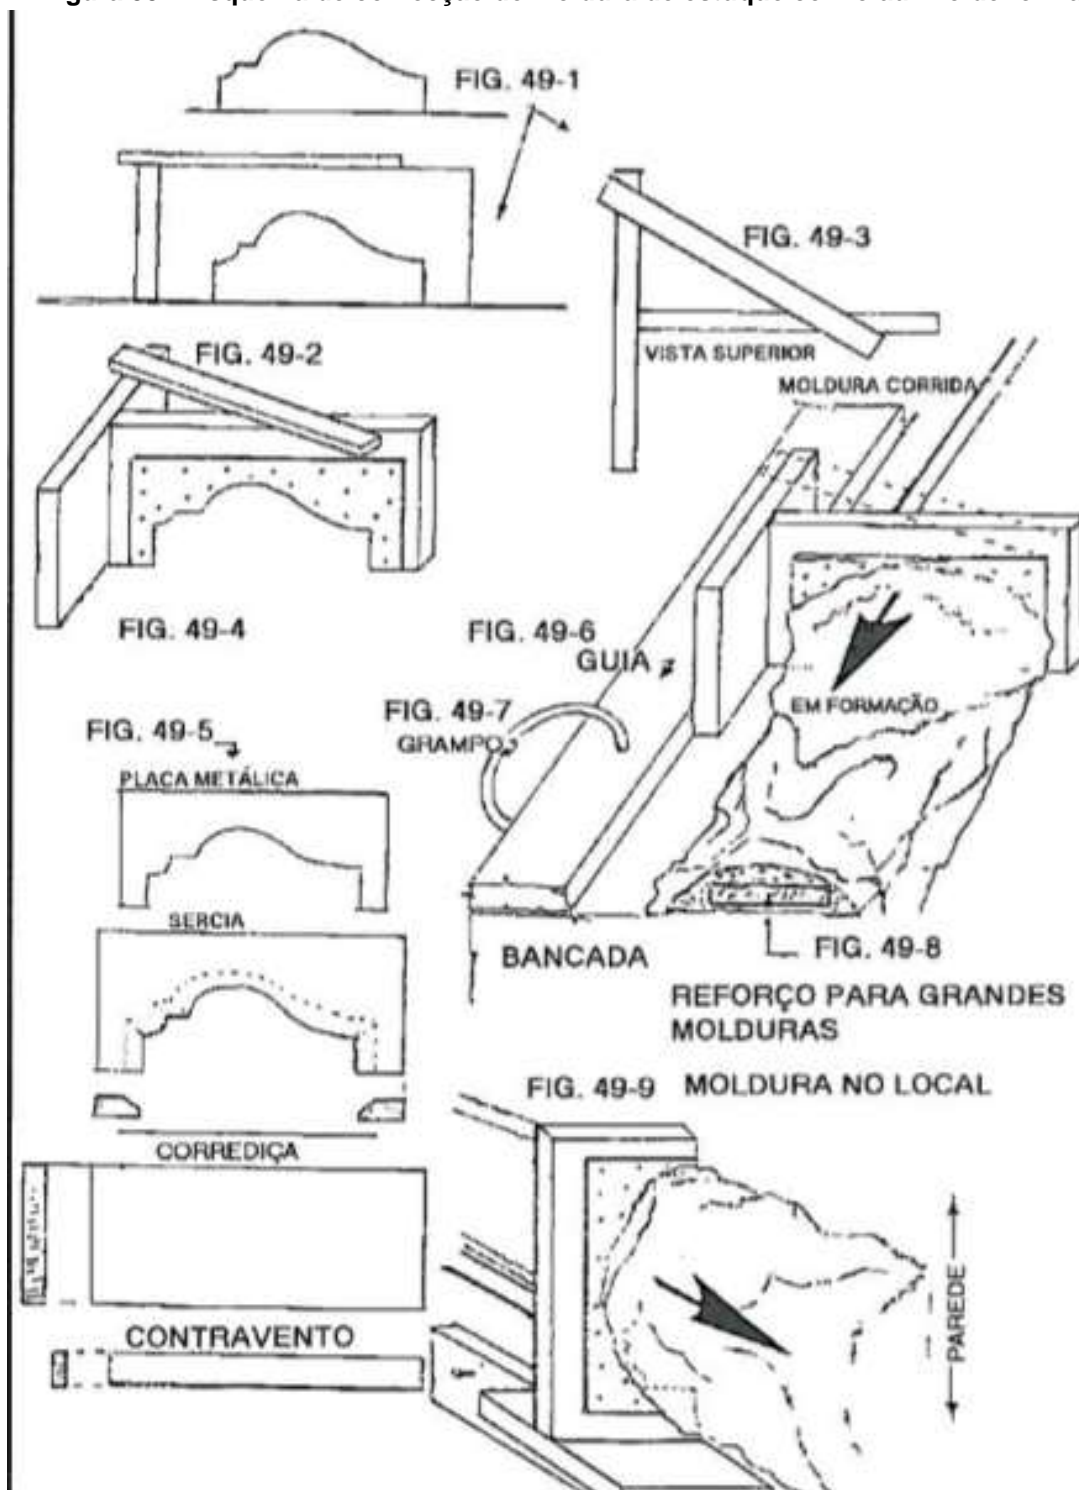 FIG. 49-1
FIG. 49-3
VISTA SUPERIOR
FIG. 49-2
MOLDURA CORRIDA
FIG. 49-4
FIG. 49-6
GUIA
FIG. 49-7
GRAMPO
EM FORMAÇÃO
FIG. 49-5
PLACA METÁLICA
SERCIA
BANCADA
FIG. 49-8
REFORÇO PARA GRANDES
MOLDURAS
FIG. 49-9 MOLDURA NO LOCAL
CORREDIÇA
PAREDE
CONTRAVENTO